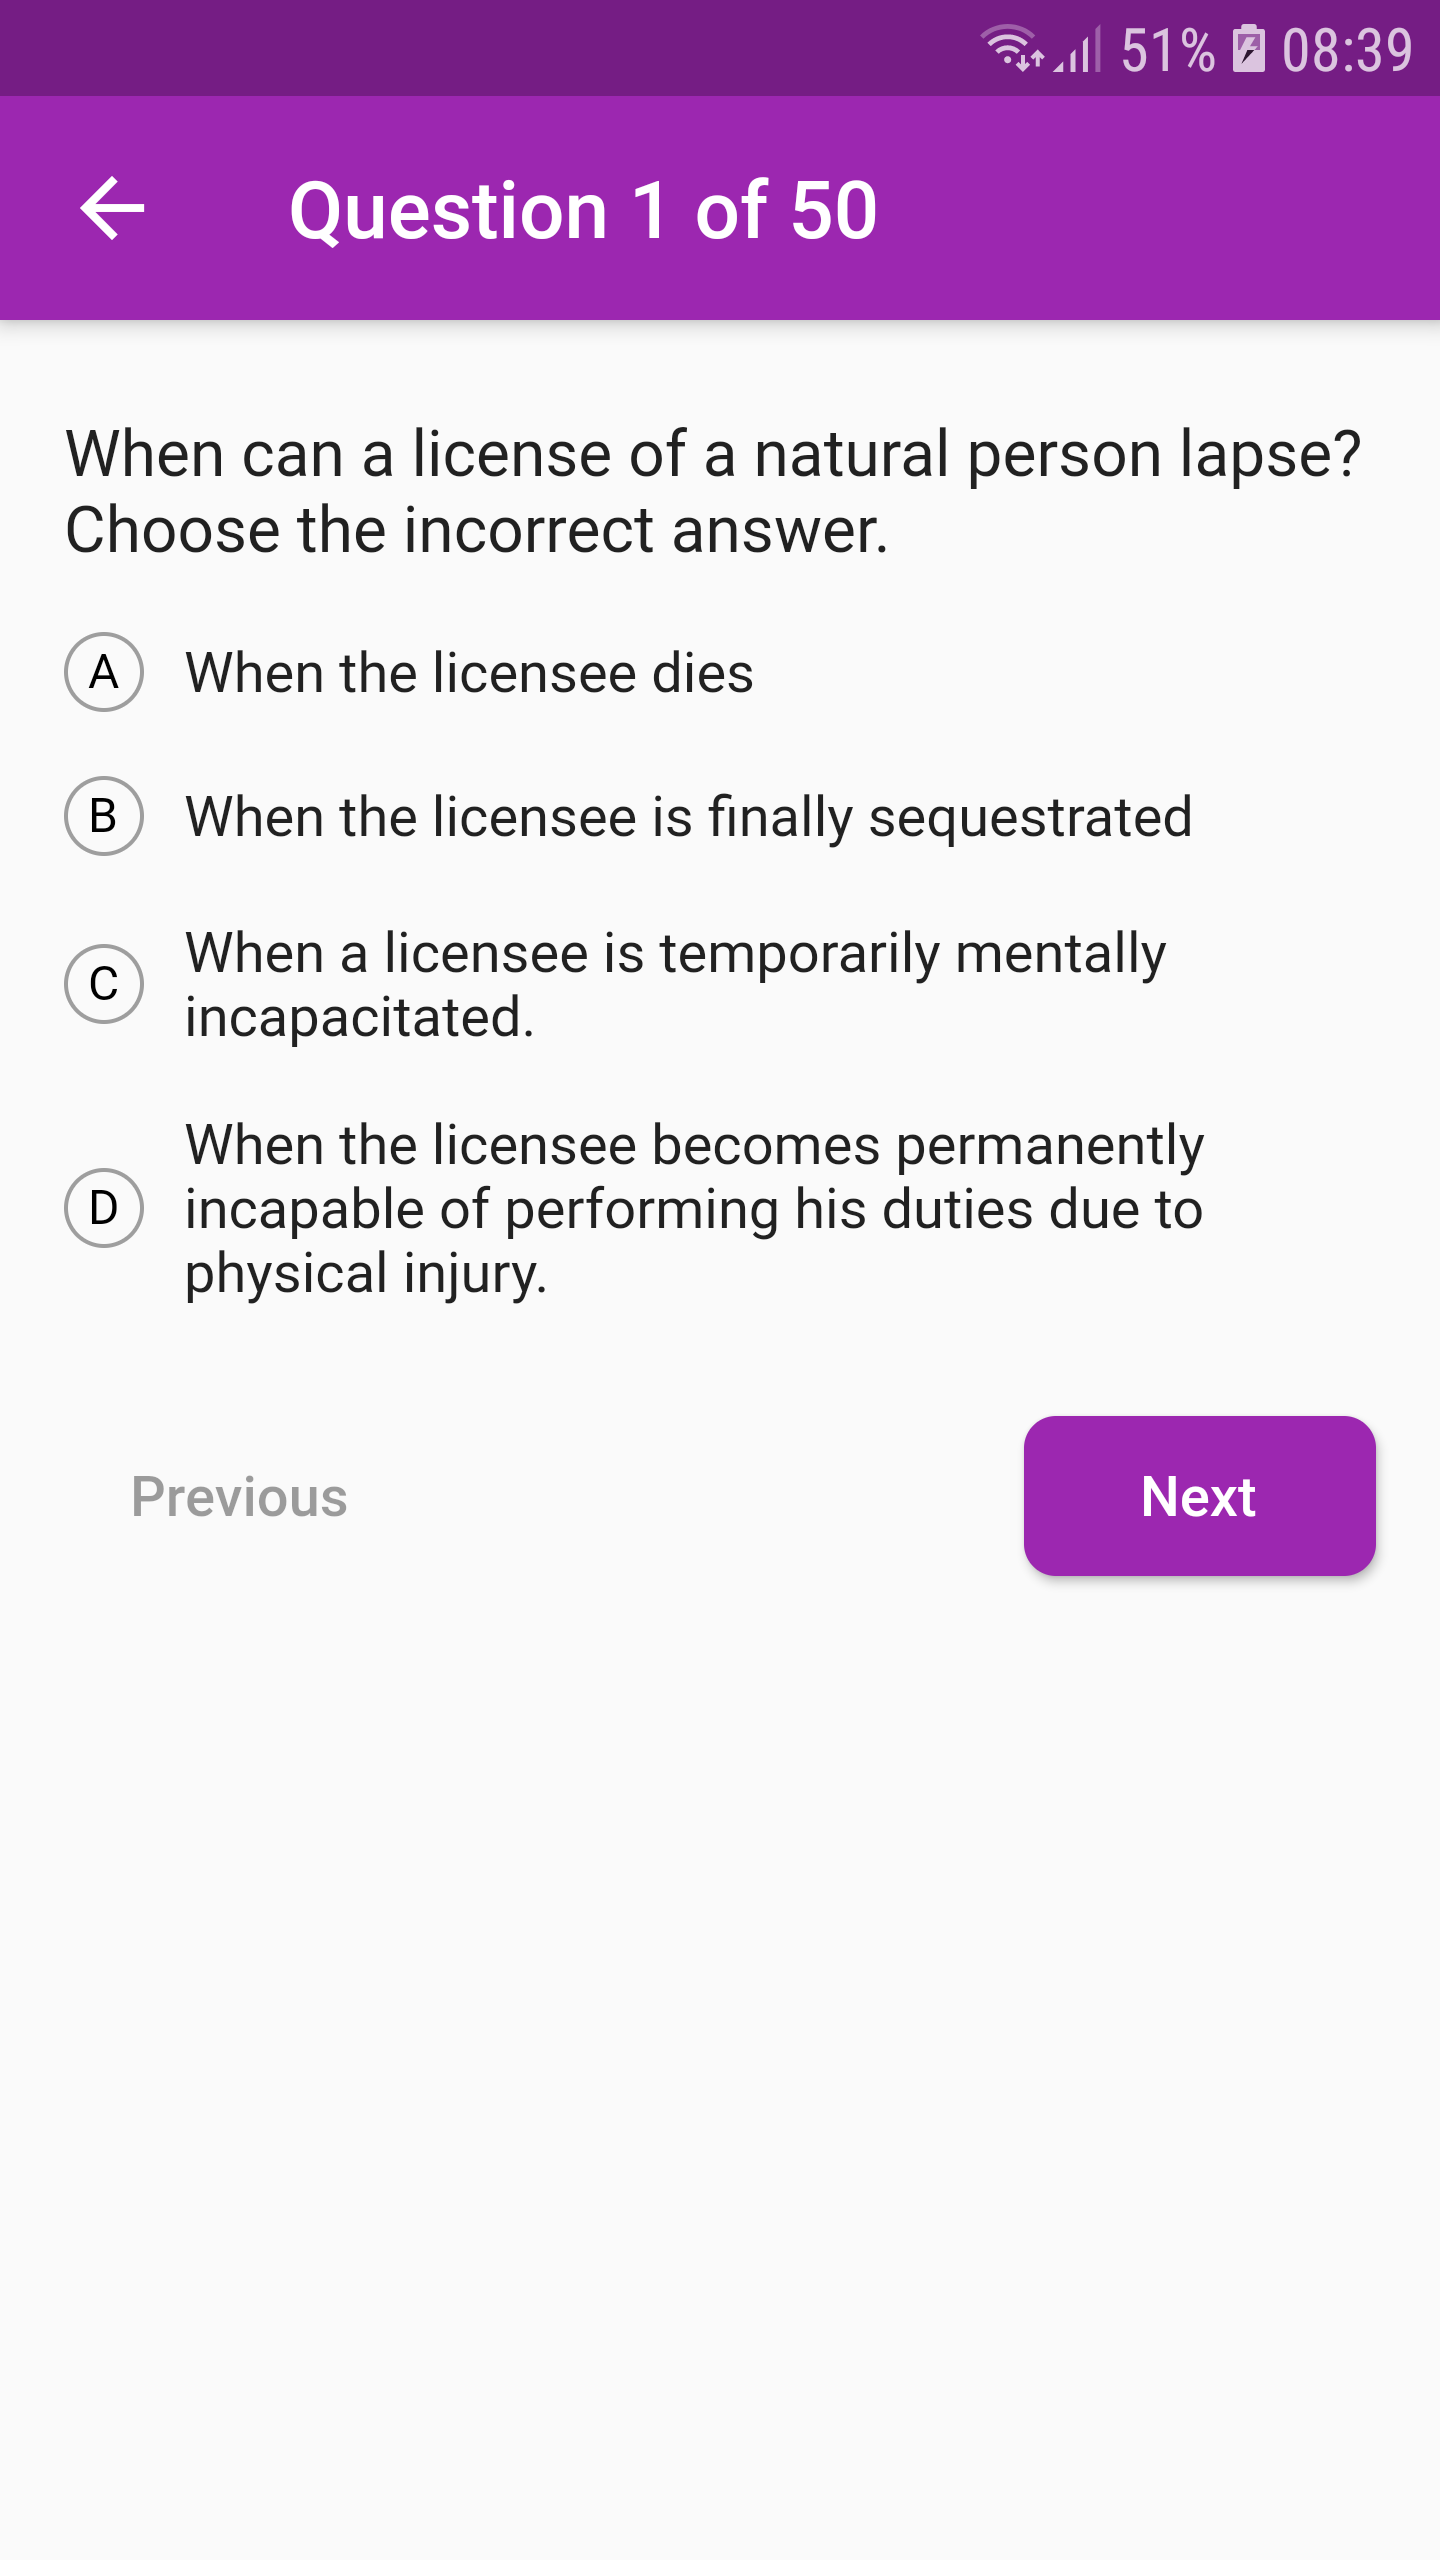 51% 08:39
Question 1 of 50
When can a license of a natural person lapse?
Choose the incorrect answer.
A When the licensee dies
B When the licensee is finally sequestrated
C When a licensee is temporarily mentally
incapacitated.
D When the licensee becomes permanently
incapable of performing his duties due to
physical injury.
Previous Next